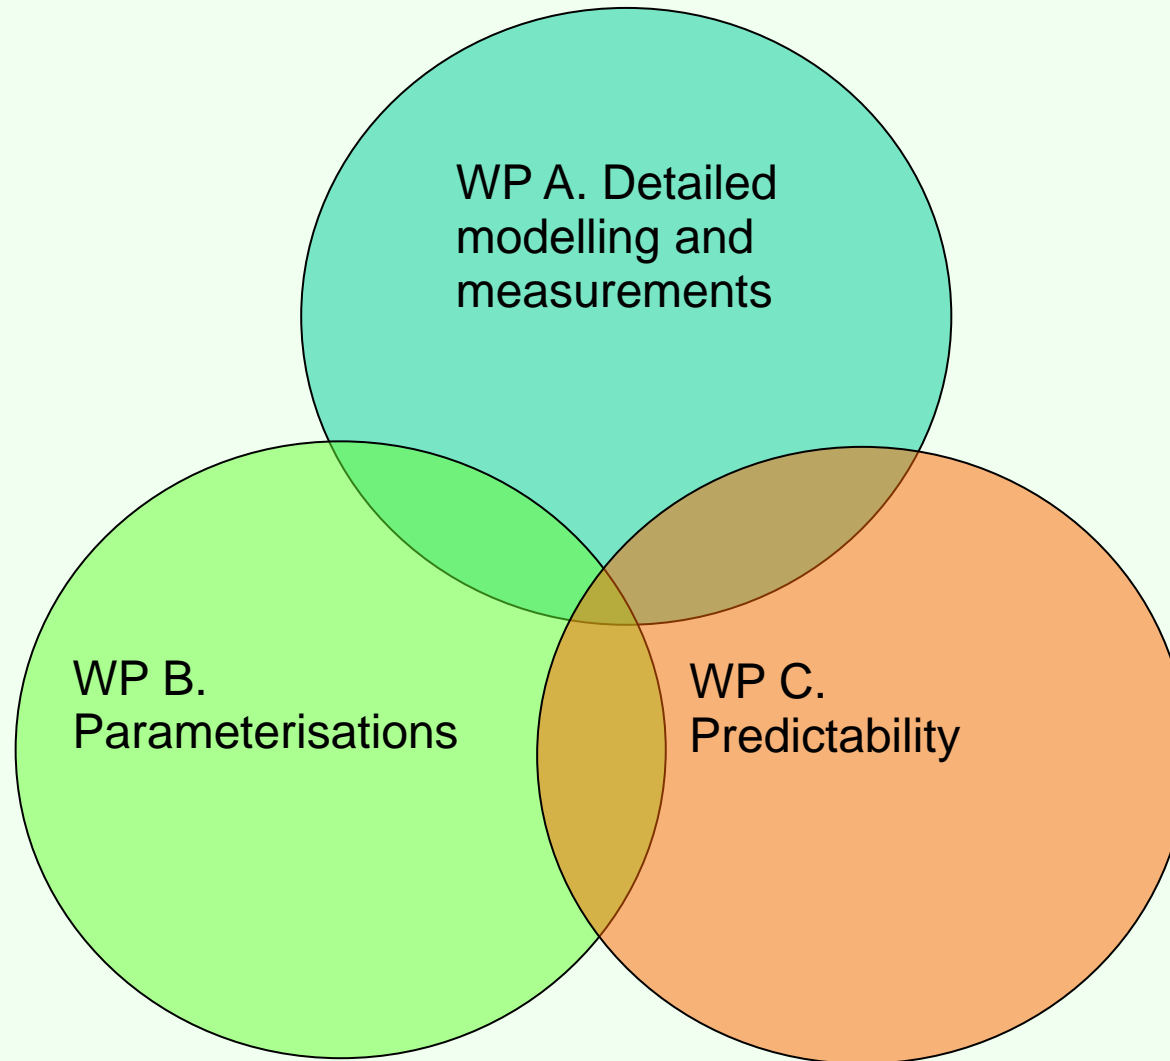 WP A. Detailed
modelling and
measurements
WP B.
Parameterisations
WP C.
Predictability